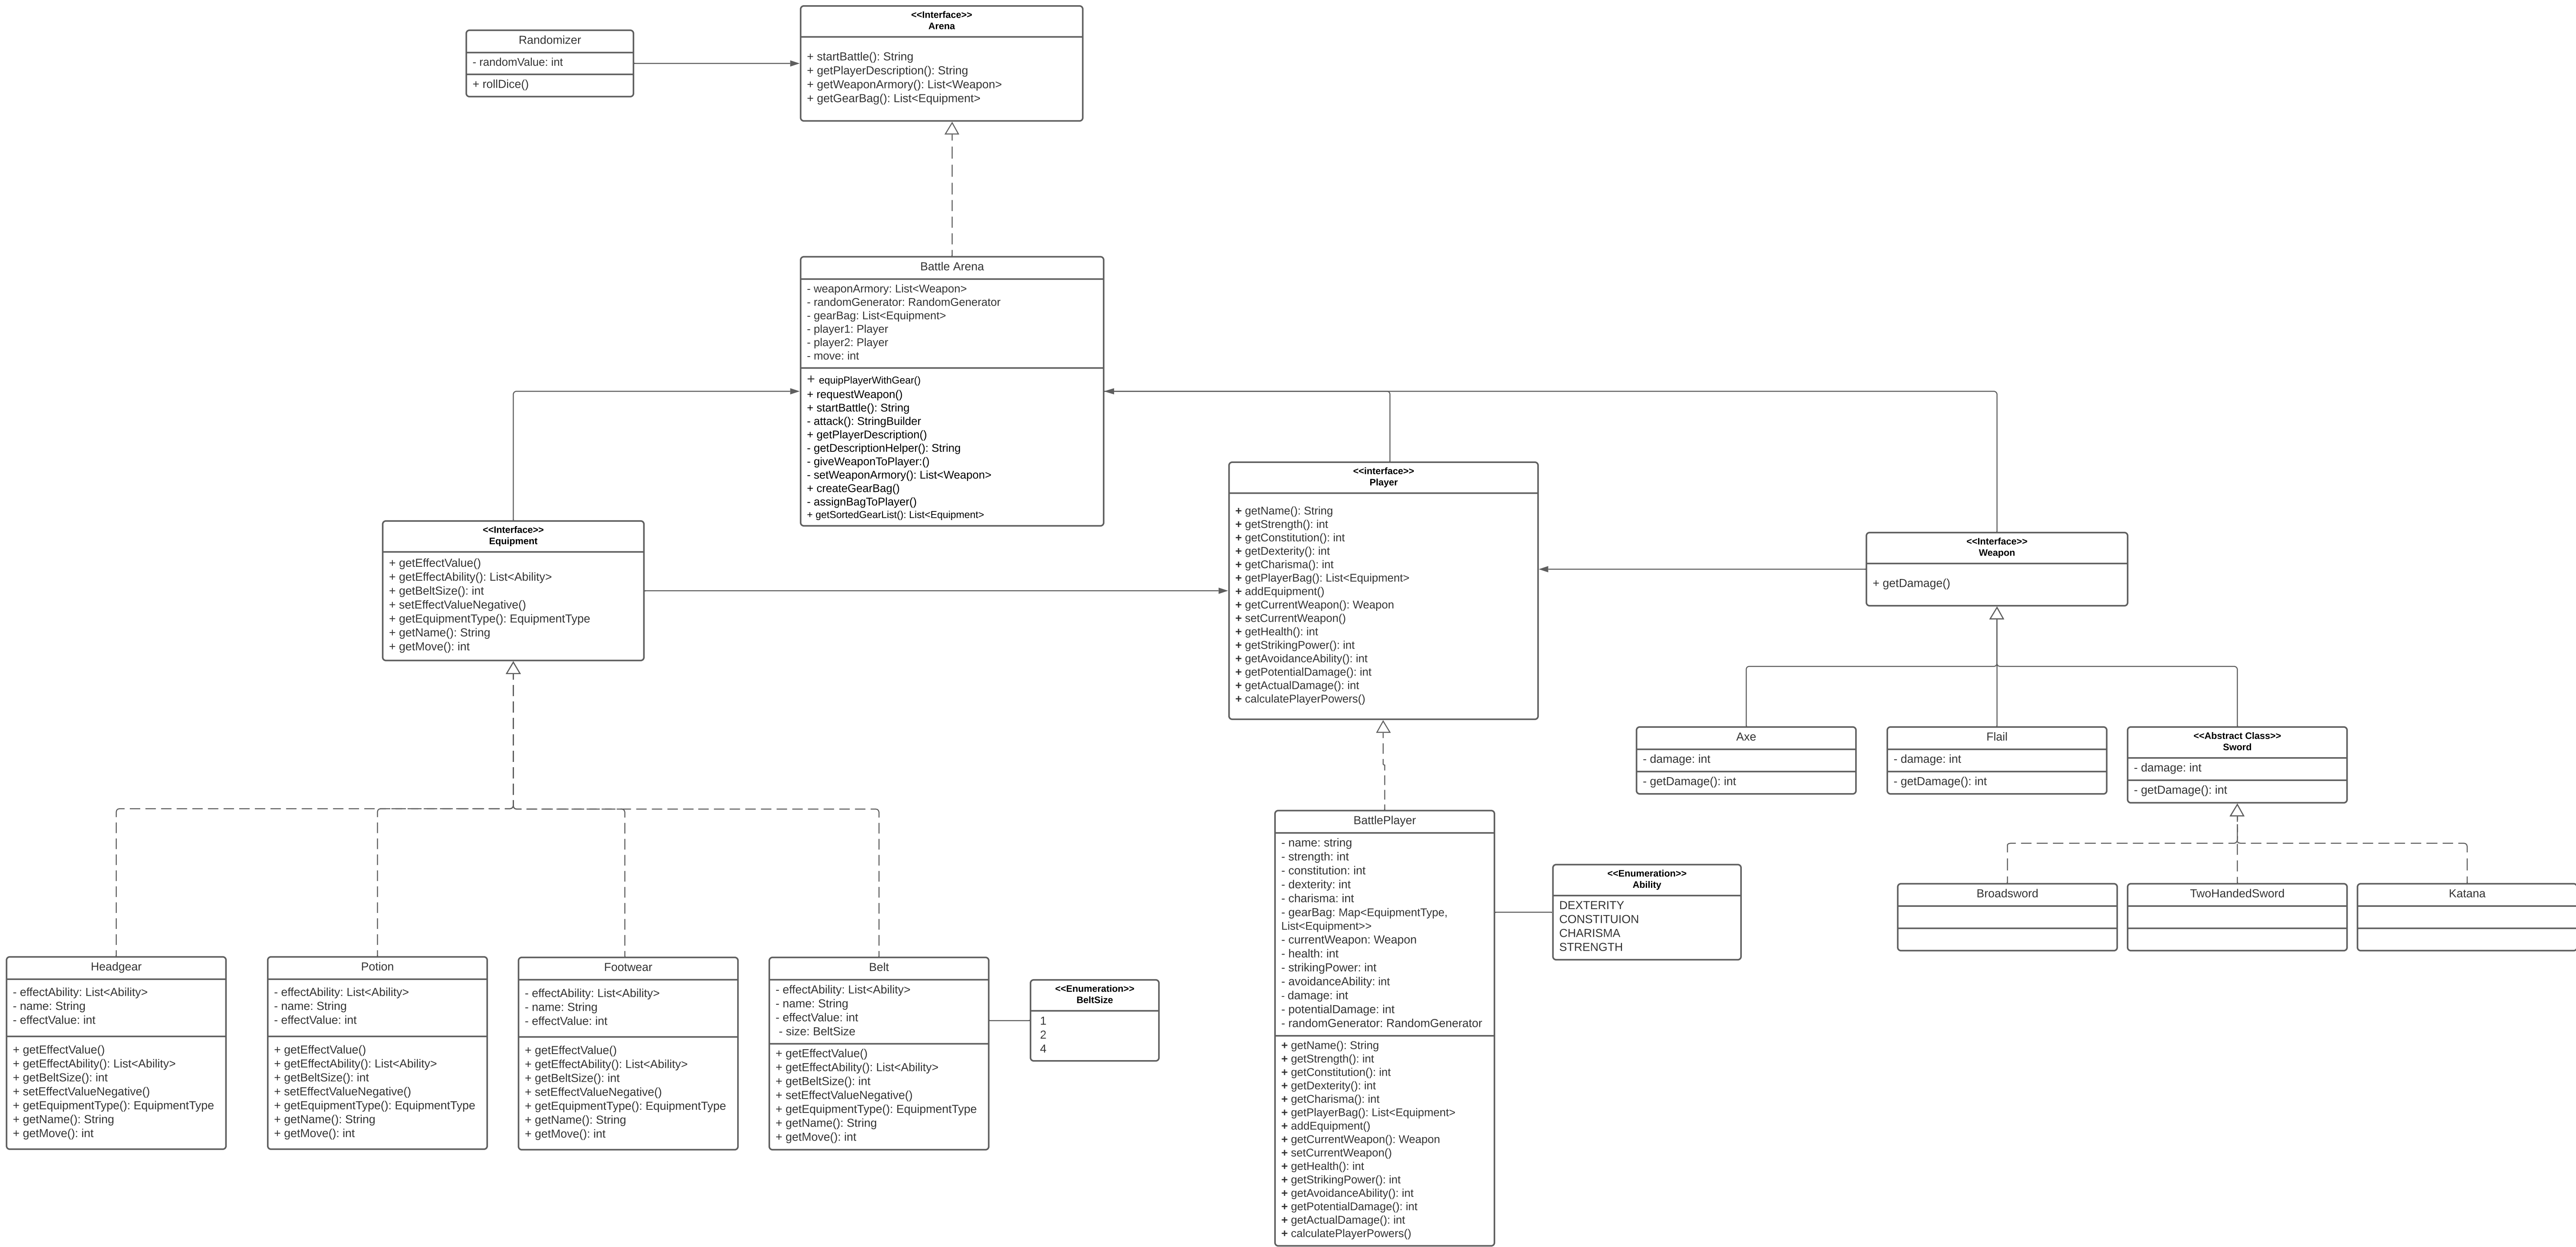 <<Interface>>
Arena
+ startBattle(): String
+ getPlayerDescription(): String
+ getWeaponArmory(): List<Weapon>
+ getGearBag(): List<Equipment>
Randomizer
- randomValue: int
+ rollDice()
Battle Arena
- weaponArmory: List<Weapon>
- randomGenerator: RandomGenerator
- gearBag: List<Equipment>
- player1: Player
- player2: Player
- move: int
+ equipPlayerWithGear()
+ requestWeapon()
+ startBattle(): String
- attack(): StringBuilder
+ getPlayerDescription()
- getDescriptionHelper(): String
- giveWeaponToPlayer:()
- setWeaponArmory(): List<Weapon>
+ createGearBag()
- assignBagToPlayer()
+ getSortedGearList(): List<Equipment>
<<Interface>>
Equipment
+ getEffectValue()
+ getEffectAbility(): List<Ability>
+ getBeltSize(): int
+ setEffectValueNegative()
+ getEquipmentType(): EquipmentType
+ getName(): String
+ getMove(): int
<<interface>>
Player
+ getName(): String
+ getStrength(): int
+ getConstitution(): int
+ getDexterity(): int
+ getCharisma(): int
+ getPlayerBag(): List<Equipment>
+ addEquipment()
+ getCurrentWeapon(): Weapon
+ setCurrentWeapon()
+ getHealth(): int
+ getStrikingPower(): int
+ getAvoidanceAbility(): int
+ getPotentialDamage(): int
+ getActualDamage(): int
+ calculatePlayerPowers()
<<Interface>>
Weapon
+ getDamage()
Axe
- damage: int
- getDamage(): int
Flail
- damage: int
- getDamage(): int
<<Abstract Class>>
Sword
- damage: int
- getDamage(): int
Broadsword
TwoHandedSword
Katana
BattlePlayer
- name: string
- strength: int
- constitution: int
- dexterity: int
- charisma: int
- gearBag: Map<EquipmentType,
List<Equipment>>
- currentWeapon: Weapon
- health: int
- strikingPower: int
- avoidanceAbility: int
- damage: int
- potentialDamage: int
- randomGenerator: RandomGenerator
+ getName(): String
+ getStrength(): int
+ getConstitution(): int
+ getDexterity(): int
+ getCharisma(): int
+ getPlayerBag(): List<Equipment>
+ addEquipment()
+ getCurrentWeapon(): Weapon
+ setCurrentWeapon()
+ getHealth(): int
+ getStrikingPower(): int
+ getAvoidanceAbility(): int
+ getPotentialDamage(): int
+ getActualDamage(): int
+ calculatePlayerPowers()
<<Enumeration>>
Ability
DEXTERITY
CONSTITUION
CHARISMA
STRENGTH
Headgear
- effectAbility: List<Ability>
- name: String
- effectValue: int
+ getEffectValue()
+ getEffectAbility(): List<Ability>
+ getBeltSize(): int
+ setEffectValueNegative()
+ getEquipmentType(): EquipmentType
+ getName(): String
+ getMove(): int
Potion
- effectAbility: List<Ability>
- name: String
- effectValue: int
+ getEffectValue()
+ getEffectAbility(): List<Ability>
+ getBeltSize(): int
+ setEffectValueNegative()
+ getEquipmentType(): EquipmentType
+ getName(): String
+ getMove(): int
Footwear
- effectAbility: List<Ability>
- name: String
- effectValue: int
+ getEffectValue()
+ getEffectAbility(): List<Ability>
+ getBeltSize(): int
+ setEffectValueNegative()
+ getEquipmentType(): EquipmentType
+ getName(): String
+ getMove(): int
Belt
- effectAbility: List<Ability>
- name: String
- effectValue: int
- size: BeltSize
+ getEffectValue()
+ getEffectAbility(): List<Ability>
+ getBeltSize(): int
+ setEffectValueNegative()
+ getEquipmentType(): EquipmentType
+ getName(): String
+ getMove(): int
<<Enumeration>>
BeltSize
1
2
4